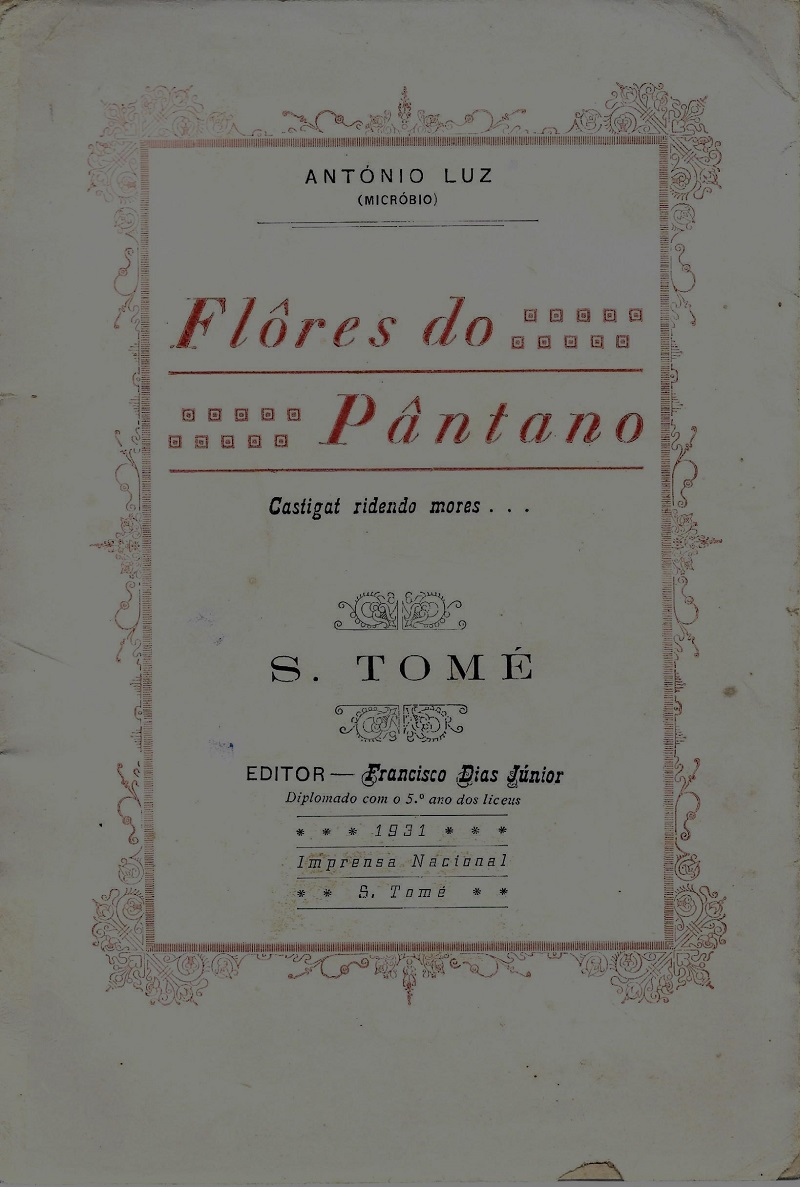 ANTÓNIO LUZ
(MICRÓBIO)
Flôres do
Pântano
Castigat ridendo mores . . .
S. TOMÉ
EDITOR — Francisco Dias Júnior
Diplomado com o 5.º ano dos liceus
* * * 1931 * * *
Imprensa Nacional
* * S. Tomé * *